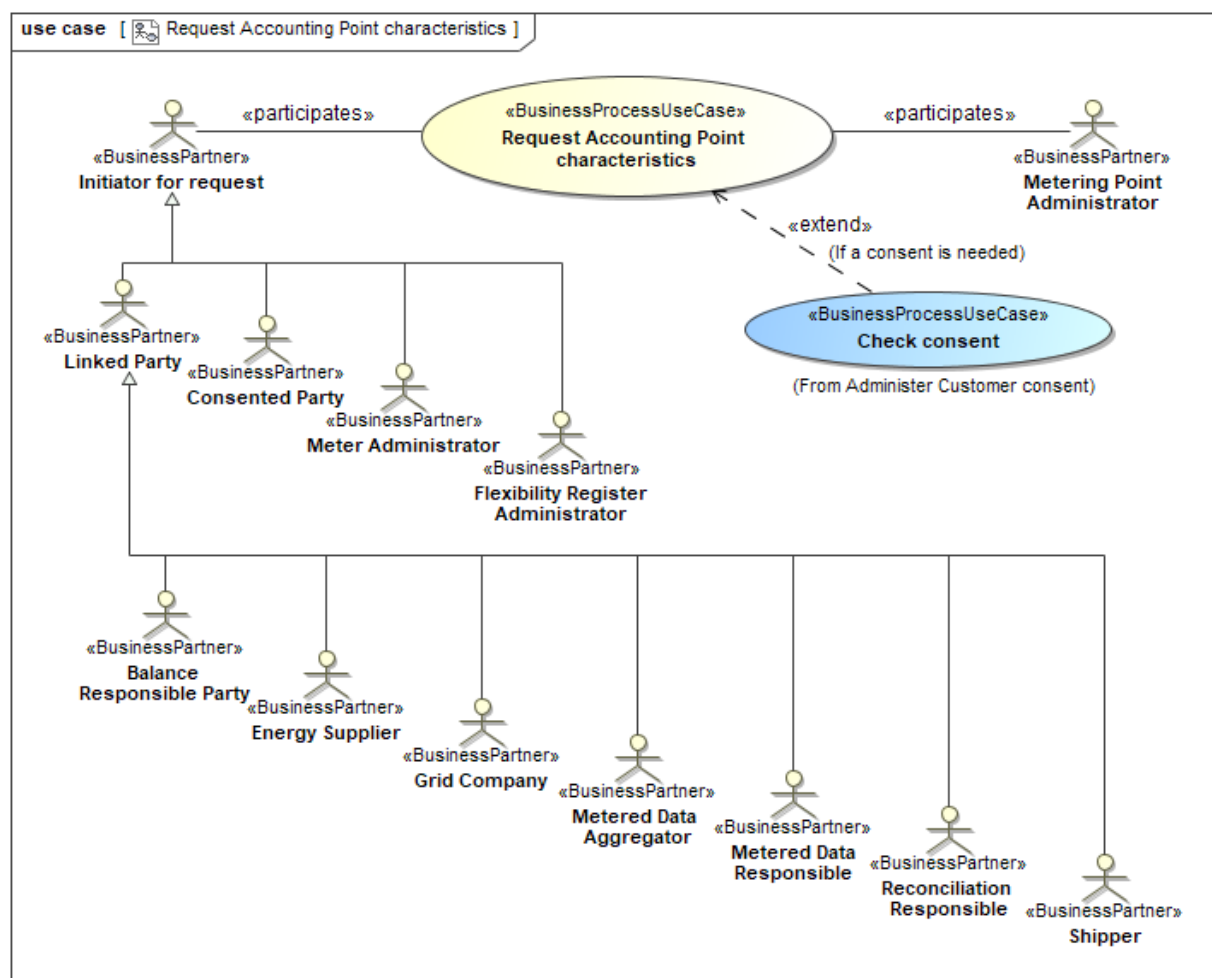 use case [ Request Accounting Point characteristics ]
«participates»
«BusinessProcessUseCase»
Request Accounting Point
characteristics
«participates»
«BusinessPartner»
Initiator for request
«BusinessPartner»
Metering Point
Administrator
«extend»
(If a consent is needed)
«BusinessProcessUseCase»
Check consent
(From Administer Customer consent)
«BusinessPartner»
Linked Party
«BusinessPartner»
Consented Party
«BusinessPartner»
Meter Administrator
«BusinessPartner»
Flexibility Register
Administrator
«BusinessPartner»
Balance
Responsible Party
«BusinessPartner»
Energy Supplier
«BusinessPartner»
Grid Company
«BusinessPartner»
Metered Data
Aggregator
«BusinessPartner»
Metered Data
Responsible
«BusinessPartner»
Reconciliation
Responsible
«BusinessPartner»
Shipper